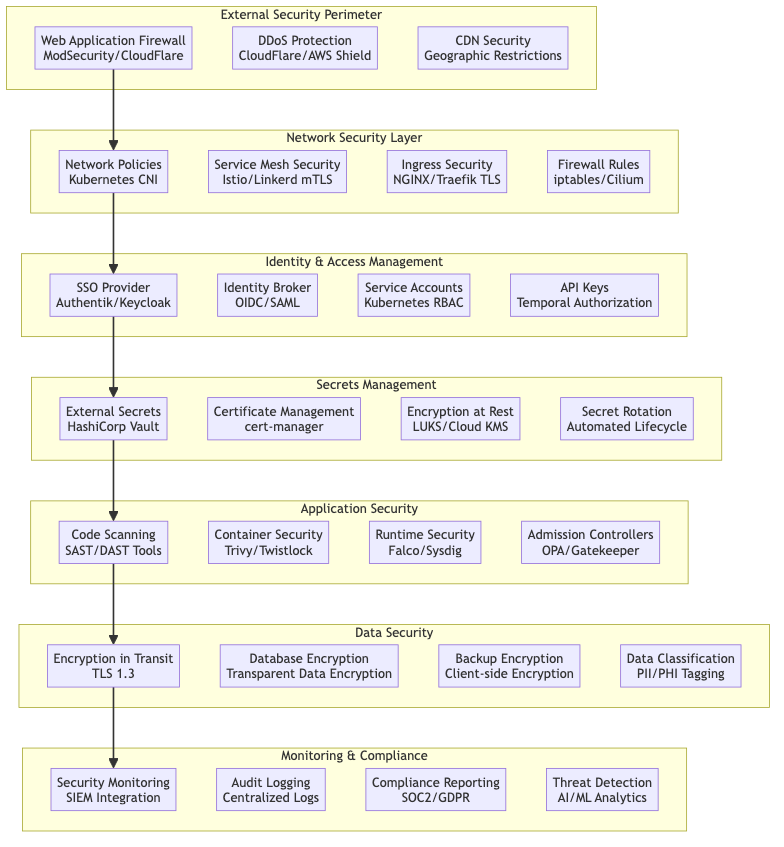 External Security Perimeter
Web Application Firewall
ModSecurity/CloudFlare
DDoS Protection
CloudFlare/AWS Shield
CDN Security
Geographic Restrictions
Network Security Layer
Network Policies
Kubernetes CNI
Service Mesh Security
Istio/Linkerd mTLS
Ingress Security
NGINX/Traefik TLS
Firewall Rules
iptables/Cilium
Identity & Access Management
SSO Provider
Authentik/Keycloak
Identity Broker
OIDC/SAML
Service Accounts
Kubernetes RBAC
API Keys
Temporal Authorization
Secrets Management
External Secrets
HashiCorp Vault
Certificate Management
cert-manager
Encryption at Rest
LUKS/Cloud KMS
Secret Rotation
Automated Lifecycle
Application Security
Code Scanning
SAST/DAST Tools
Container Security
Trivy/Twistlock
Runtime Security
Falco/Sysdig
Admission Controllers
OPA/Gatekeeper
Data Security
Encryption in Transit
TLS 1.3
Database Encryption
Transparent Data Encryption
Backup Encryption
Client-side Encryption
Data Classification
PII/PHI Tagging
Monitoring & Compliance
Security Monitoring
SIEM Integration
Audit Logging
Centralized Logs
Compliance Reporting
SOC2/GDPR
Threat Detection
AI/ML Analytics